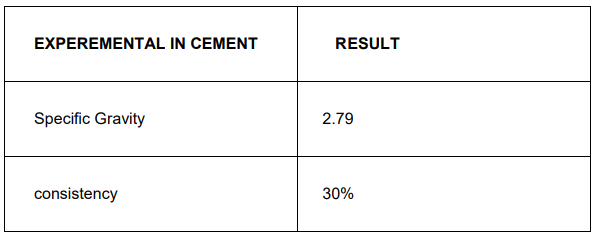 EXPEREMENTAL IN CEMENT RESULT
Specific Gravity 2.79
consistency 30%